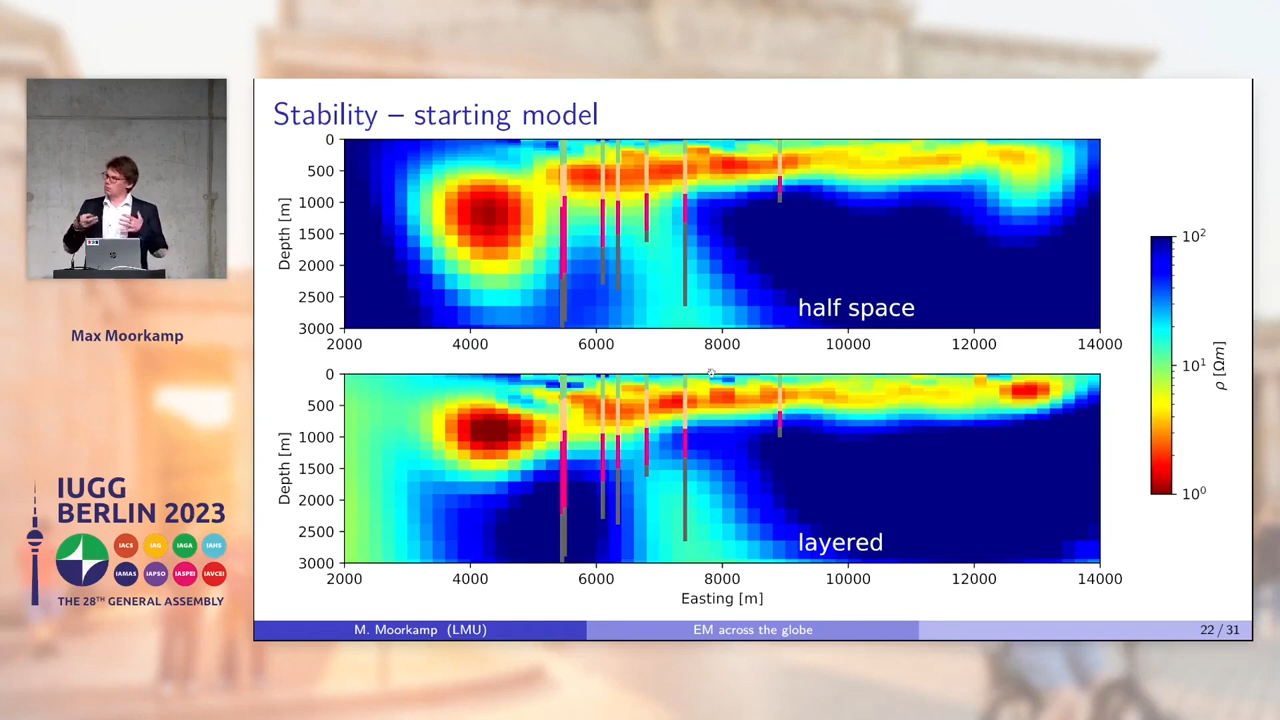 Stability – starting model
0
500
1000
1500
2000
2500
3000
Depth [m]
half space
2000 4000 6000 8000 10000 12000 14000
0
500
1000
1500
2000
2500
3000
Depth [m]
layered
2000 4000 6000 8000 10000 12000 14000
Easting [m]
10²
10¹
10⁰
ρ [Ωm]
M. Moorkamp (LMU) EM across the globe 22 / 31
Max Moorkamp
IUGG
BERLIN 2023
IACS IAG IAGA IAHS
IAMAS IAPSO IASPEI IAVCEI
THE 28TH GENERAL ASSEMBLY
hp